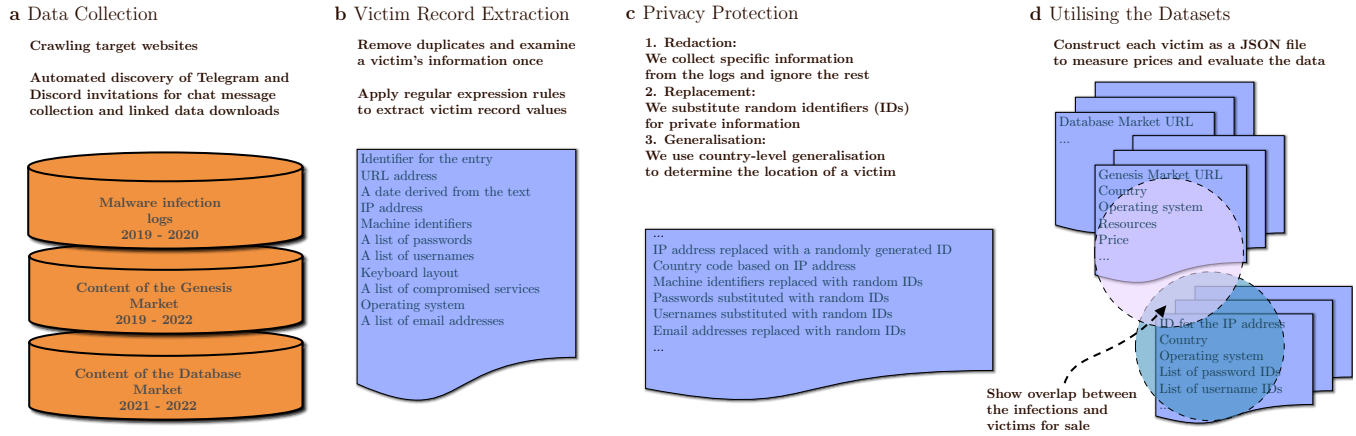 a Data Collection
Crawling target websites
Automated discovery of Telegram and
Discord invitations for chat message
collection and linked data downloads
Malware infection
logs
2019 - 2020
Content of the Genesis
Market
2019 - 2022
Content of the Database
Market
2021 - 2022
b Victim Record Extraction
Remove duplicates and examine
a victim's information once
Apply regular expression rules
to extract victim record values
Identifier for the entry
URL address
A date derived from the text
IP address
Machine identifiers
A list of passwords
A list of usernames
Keyboard layout
A list of compromised services
Operating system
A list of email addresses
c Privacy Protection
1. Redaction:
We collect specific information
from the logs and ignore the rest
2. Replacement:
We substitute random identifiers (IDs)
for private information
3. Generalisation:
We use country-level generalisation
to determine the location of a victim
...
IP address replaced with a randomly generated ID
Country code based on IP address
Machine identifiers replaced with random IDs
Passwords substituted with random IDs
Usernames substituted with random IDs
Email addresses replaced with random IDs
...
d Utilising the Datasets
Construct each victim as a JSON file
to measure prices and evaluate the data
Database Market URL
...
Genesis Market URL
Country
Operating system
Resources
Price
...
ID for the IP address
Country
Operating system
List of password IDs
List of username IDs
...
Show overlap between
the infections and
victims for sale